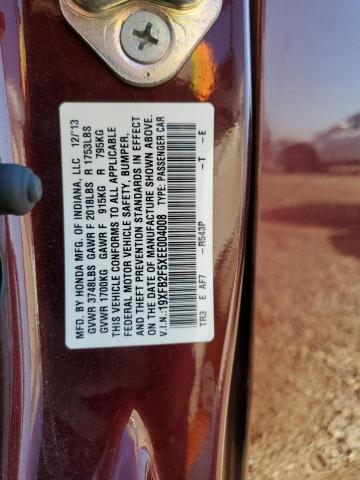 MFD. BY HONDA MFG. OF INDIANA, LLC 12/13
GVWR 3748LBS GAWR F 2018LBS R 1753LBS
GVWR 1700KG GAWR F 915KG R 795KG
THIS VEHICLE CONFORMS TO ALL APPLICABLE
FEDERAL MOTOR VEHICLE SAFETY, BUMPER,
AND THEFT PREVENTION STANDARDS IN EFFECT
ON THE DATE OF MANUFACTURE SHOWN ABOVE.
V.I.N.: 19XFB2F5XEE004008 TYPE: PASSENGER CAR
TR3 E AF7 -R543P -T -E